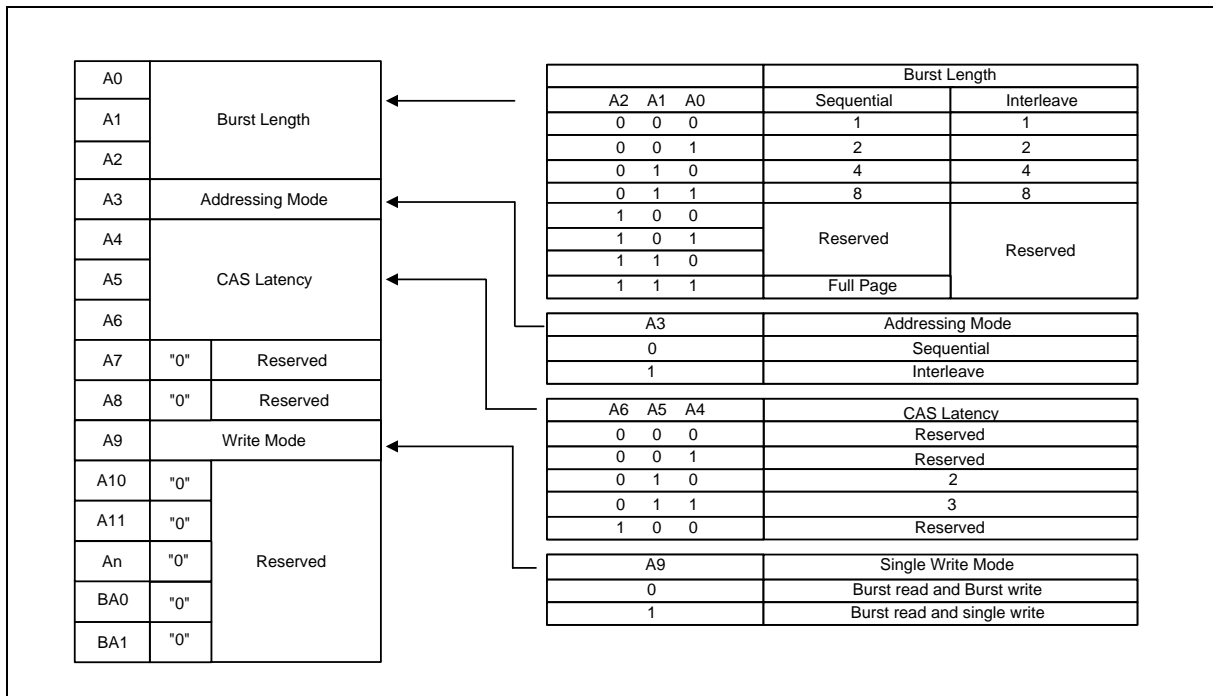 A0
A1 Burst Length
A2
A3 Addressing Mode
A4
A5 CAS Latency
A6
A7 "0" Reserved
A8 "0" Reserved
A9 Write Mode
A10 "0"
A11 "0"
An "0" Reserved
BA0 "0"
BA1 "0"
Burst Length
A2 A1 A0 Sequential Interleave
0 0 0 1 1
0 0 1 2 2
0 1 0 4 4
0 1 1 8 8
1 0 0
1 0 1 Reserved Reserved
1 1 0
1 1 1 Full Page
A3 Addressing Mode
0 Sequential
1 Interleave
A6 A5 A4 CAS Latency
0 0 0 Reserved
0 0 1 Reserved
0 1 0 2
0 1 1 3
1 0 0 Reserved
A9 Single Write Mode
0 Burst read and Burst write
1 Burst read and single write